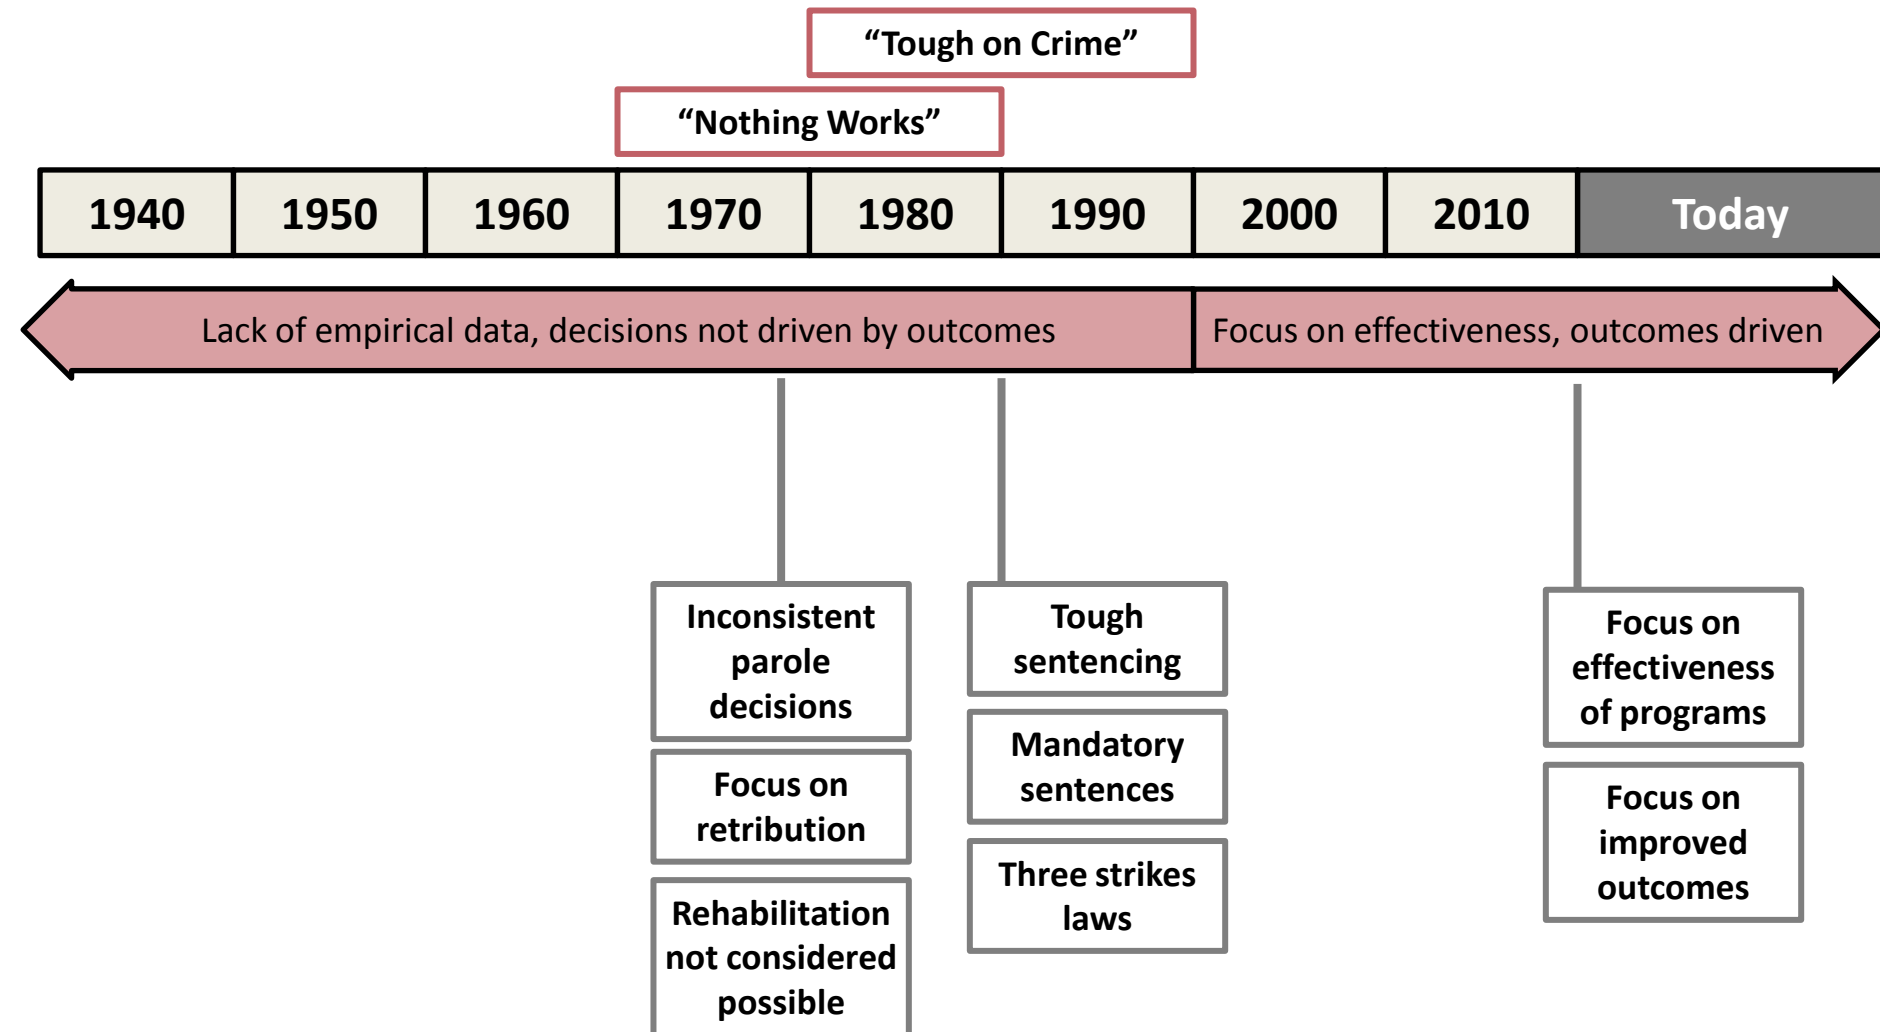 “Tough on Crime”
“Nothing Works”
1940 1950 1960 1970 1980 1990 2000 2010 Today
Lack of empirical data, decisions not driven by outcomes
Focus on effectiveness, outcomes driven
Inconsistent
parole
decisions
Focus on
retribution
Rehabilitation
not considered
possible
Tough
sentencing
Mandatory
sentences
Three strikes
laws
Focus on
effectiveness
of programs
Focus on
improved
outcomes